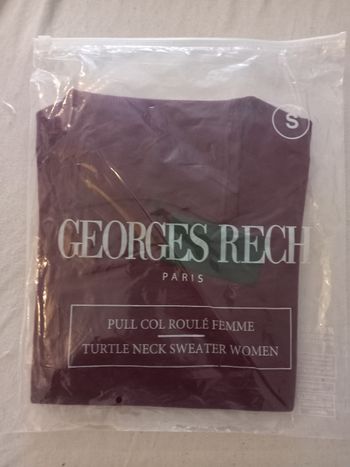 S
GEORGES RECH
PARIS
PULL COL ROULÉ FEMME
TURTLE NECK SWEATER WOMEN